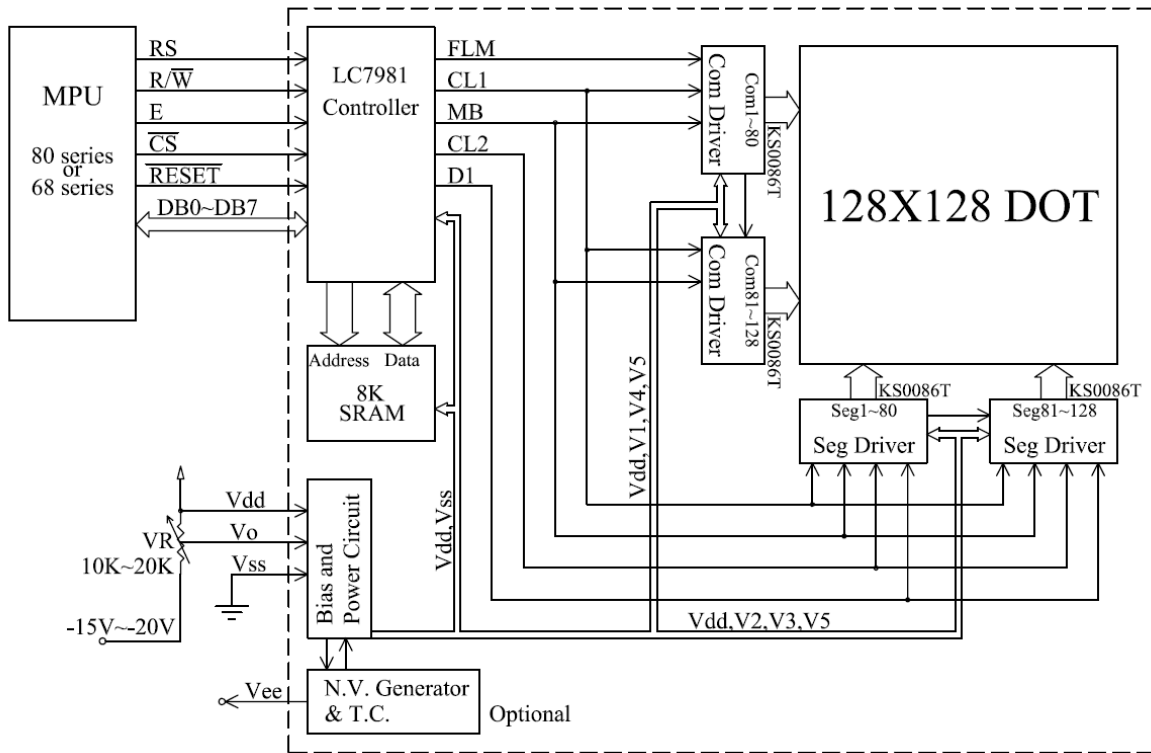 MPU
80 series
or
68 series
RS
R/W
E
CS
RESET
DB0~DB7
LC7981
Controller
FLM
CL1
MB
CL2
D1
Address
Data
8K
SRAM
Com Driver
Com1~80
KS0086T
Com Driver
Com81~128
KS0086T
128X128 DOT
KS0086T
Seg1~80
Seg Driver
KS0086T
Seg81~128
Seg Driver
Vdd,V1,V4,V5
Vdd,Vss
Vdd,V2,V3,V5
Vdd
Vo
VR
10K~20K
Vss
-15V~-20V
Bias and
Power Circuit
Vee
N.V. Generator
& T.C.
Optional